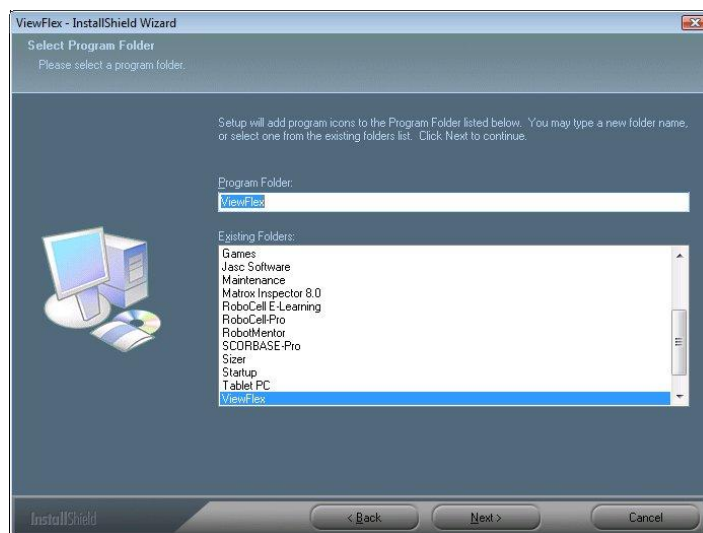 ViewFlex - InstallShield Wizard
Select Program Folder
Please select a program folder.
Setup will add program icons to the Program Folder listed below. You may type a new folder name,
or select one from the existing folders list. Click Next to continue.
Program Folder:
ViewFlex
Existing Folders:
Games
Jasc Software
Maintenance
Matrox Inspector 8.0
RoboCell E-Learning
RoboCell-Pro
RobotMentor
SCORBASE-Pro
Sizer
Startup
Tablet PC
ViewFlex
InstallShield
< Back
Next >
Cancel